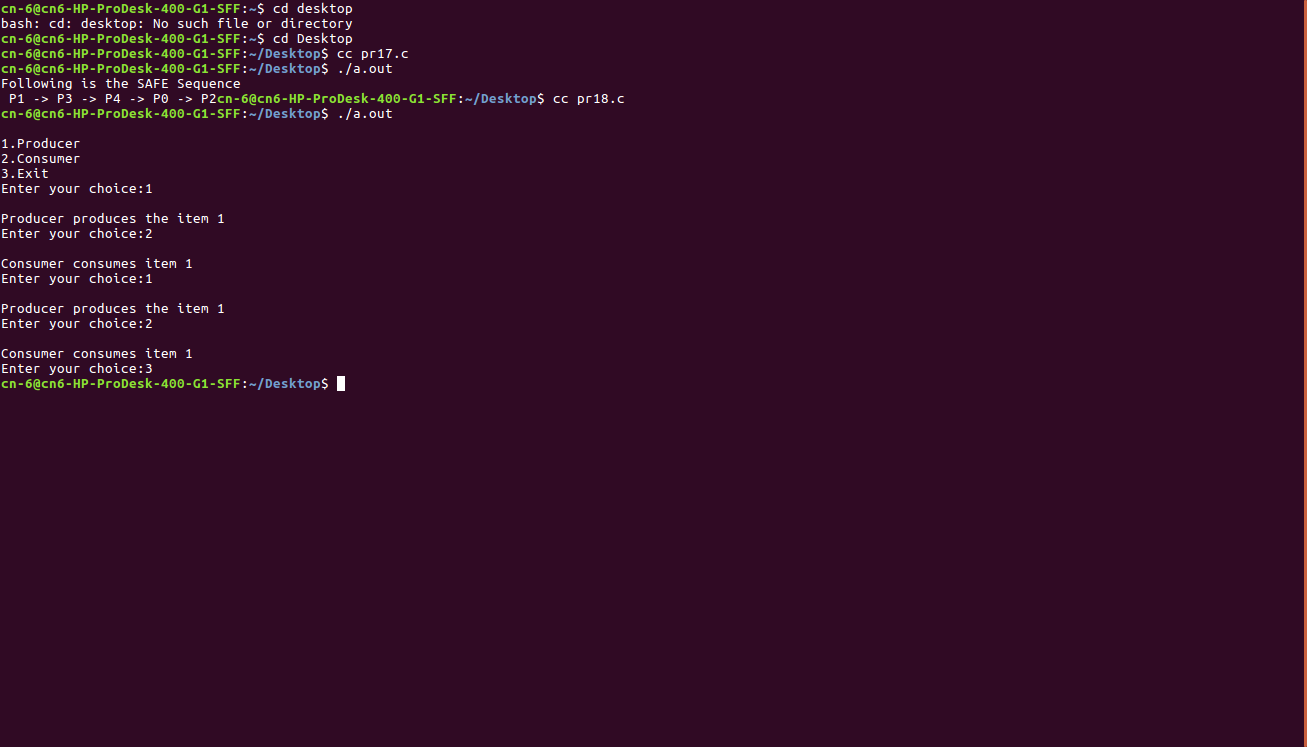 cn-6@cn6-HP-ProDesk-400-G1-SFF:~$ cd desktop
bash: cd: desktop: No such file or directory
cn-6@cn6-HP-ProDesk-400-G1-SFF:~$ cd Desktop
cn-6@cn6-HP-ProDesk-400-G1-SFF:~/Desktop$ cc pr17.c
cn-6@cn6-HP-ProDesk-400-G1-SFF:~/Desktop$ ./a.out
Following is the SAFE Sequence
 P1 -> P3 -> P4 -> P0 -> P2cn-6@cn6-HP-ProDesk-400-G1-SFF:~/Desktop$ cc pr18.c
cn-6@cn6-HP-ProDesk-400-G1-SFF:~/Desktop$ ./a.out

1.Producer
2.Consumer
3.Exit
Enter your choice:1

Producer produces the item 1
Enter your choice:2

Consumer consumes item 1
Enter your choice:1

Producer produces the item 1
Enter your choice:2

Consumer consumes item 1
Enter your choice:3
cn-6@cn6-HP-ProDesk-400-G1-SFF:~/Desktop$